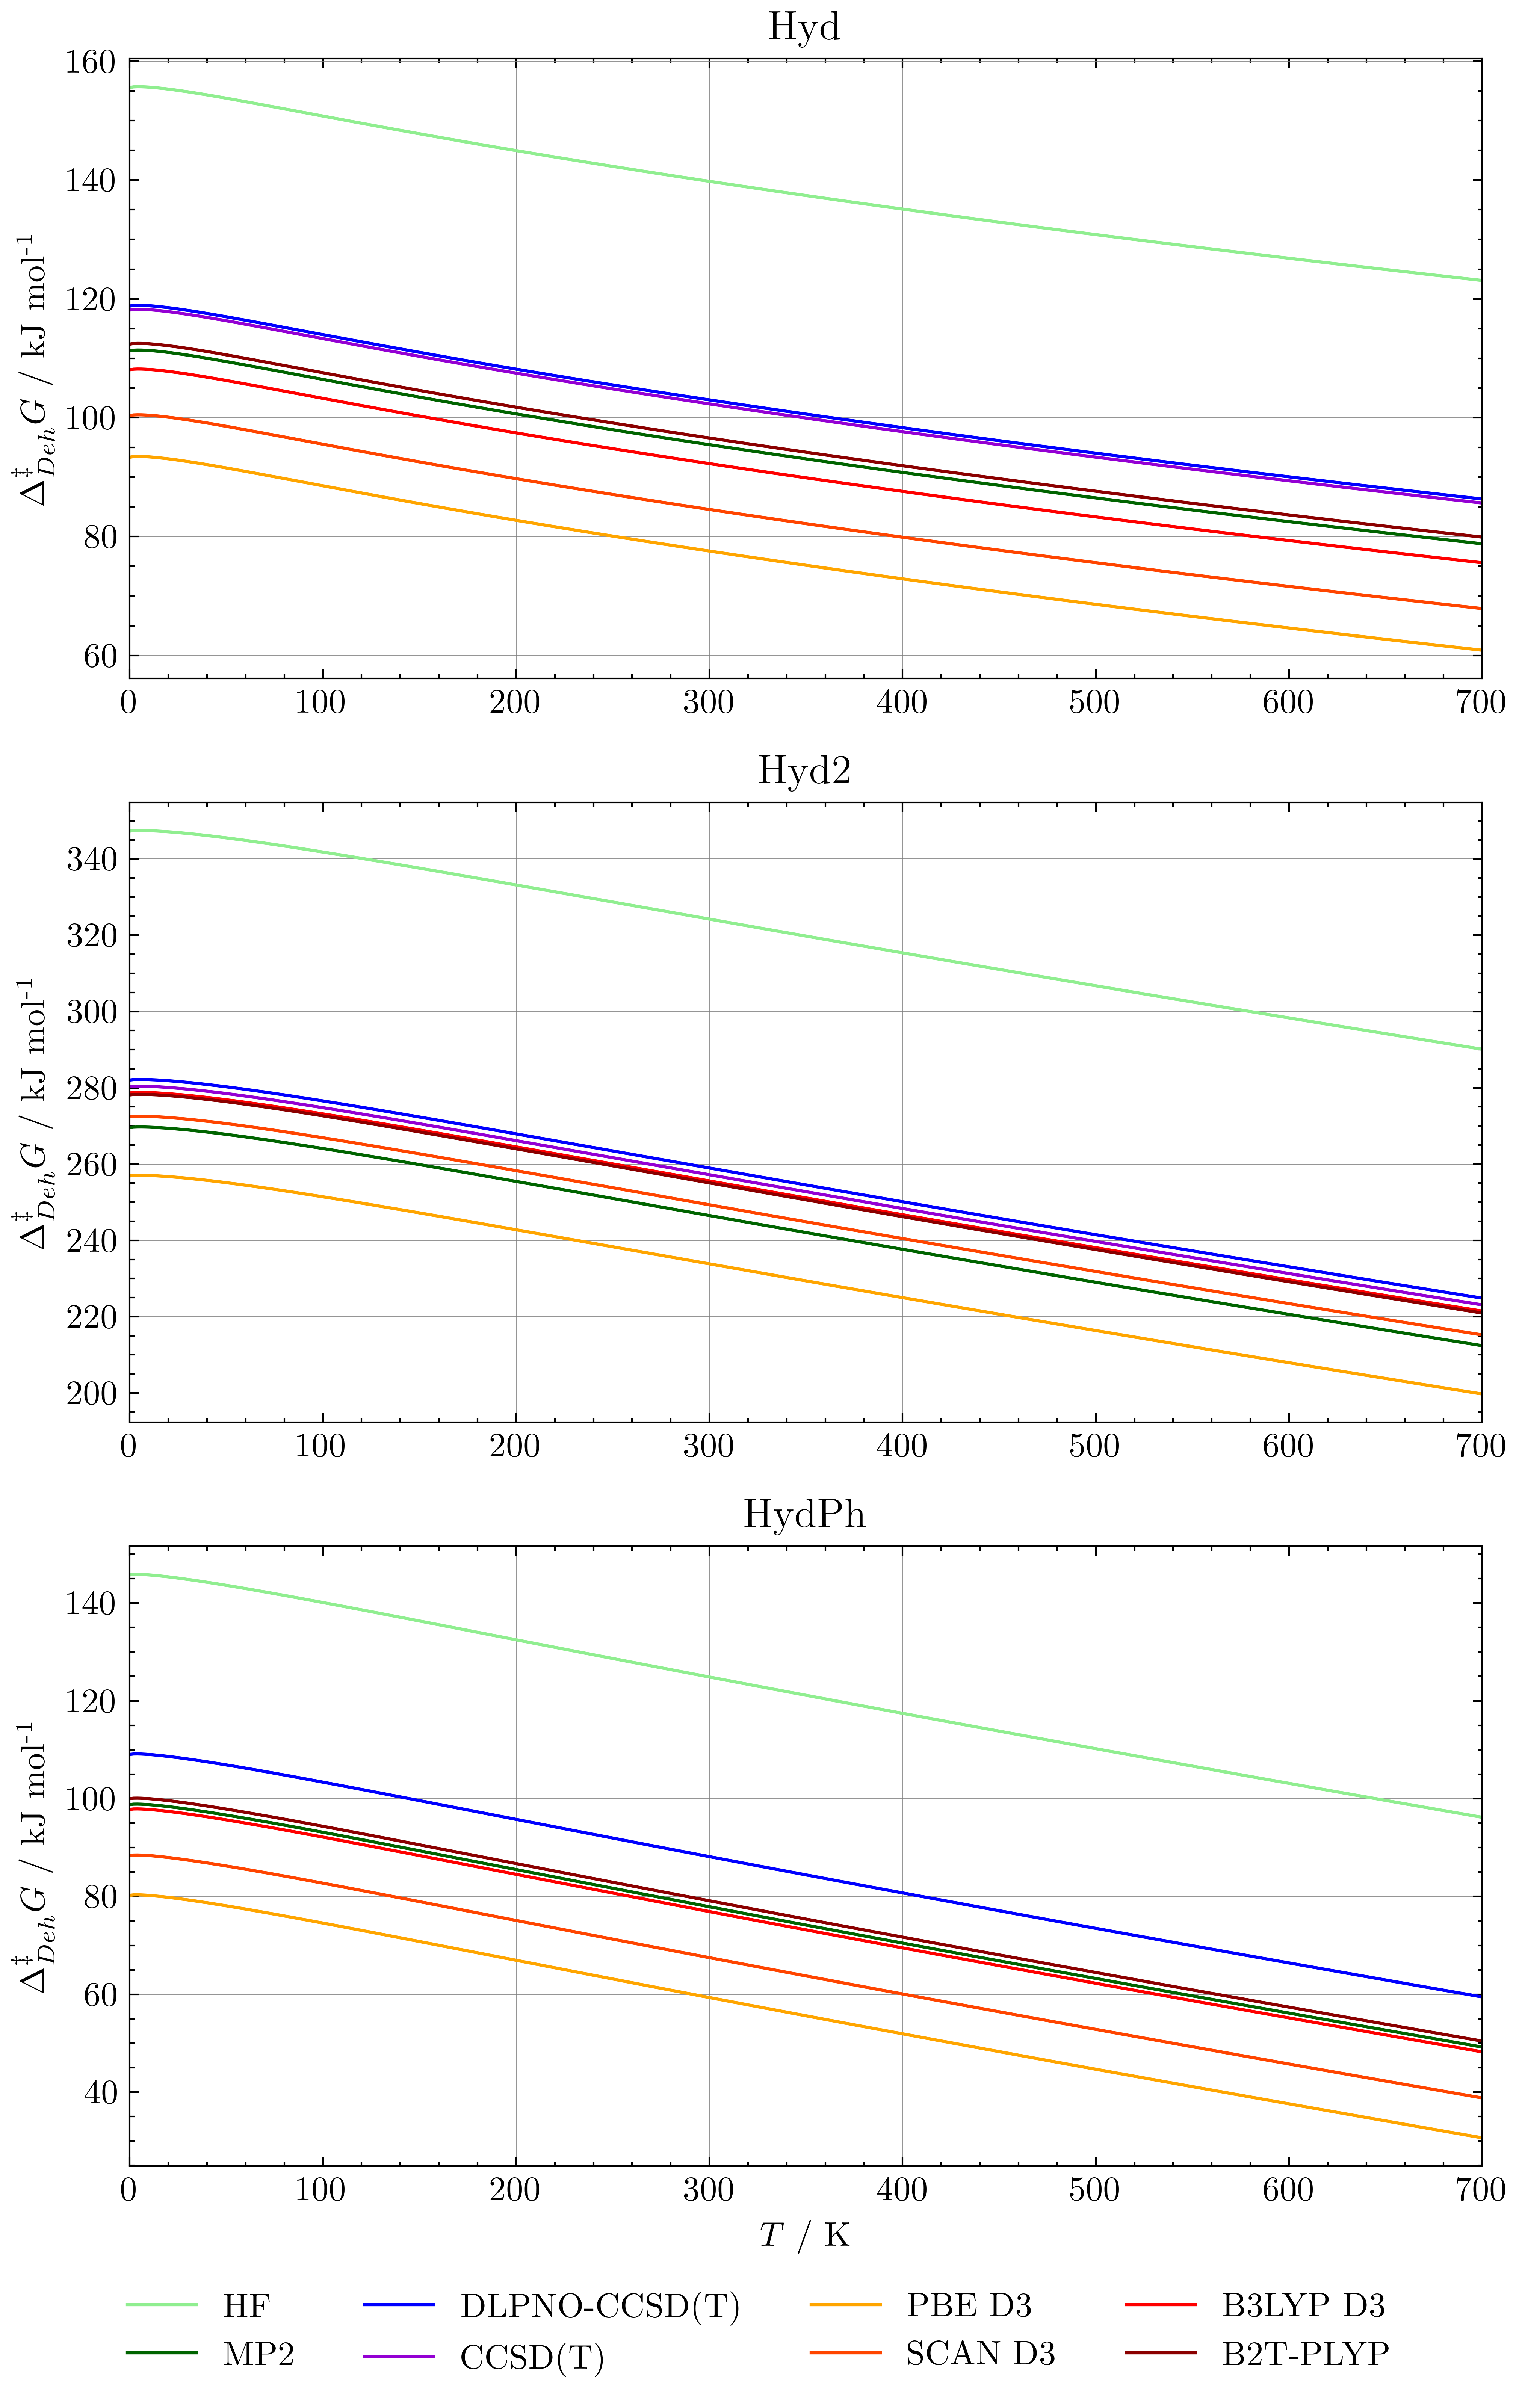 Hyd
160
140
120
100
80
60
Δ‡DehG / kJ mol-1
0 100 200 300 400 500 600 700
Hyd2
340
320
300
280
260
240
220
200
Δ‡DehG / kJ mol-1
0 100 200 300 400 500 600 700
HydPh
140
120
100
80
60
40
Δ‡DehG / kJ mol-1
0 100 200 300 400 500 600 700
T / K
HF DLPNO-CCSD(T) PBE D3 B3LYP D3
MP2 CCSD(T) SCAN D3 B2T-PLYP